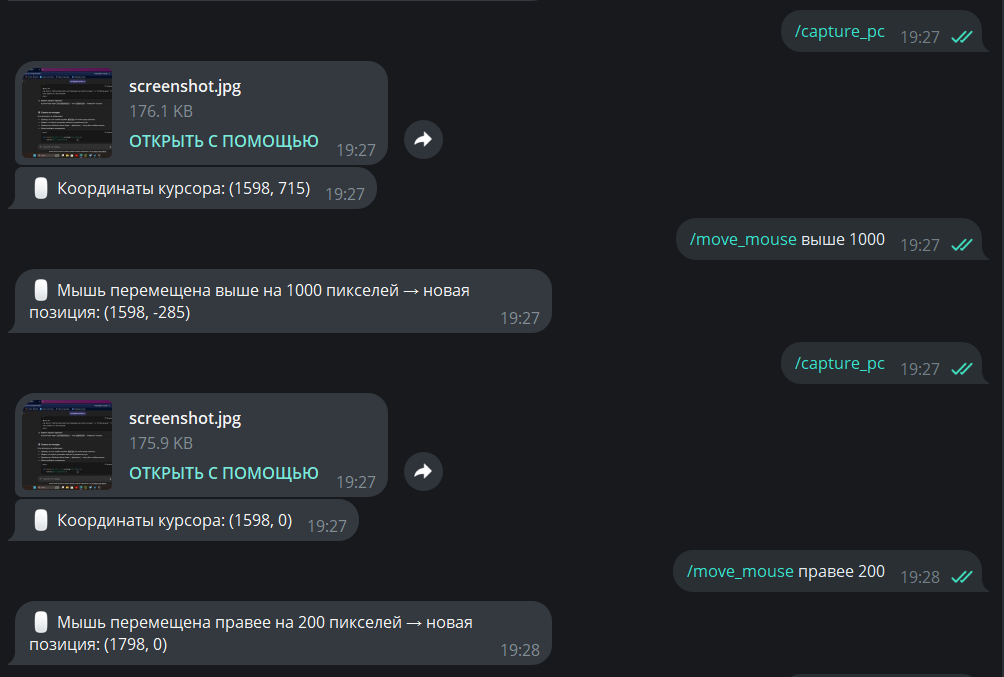 /capture_pc 19:27
screenshot.jpg
176.1 KB
ОТКРЫТЬ С ПОМОЩЬЮ 19:27
Координаты курсора: (1598, 715) 19:27
/move_mouse выше 1000 19:27
Мышь перемещена выше на 1000 пикселей → новая
позиция: (1598, -285) 19:27
/capture_pc 19:27
screenshot.jpg
175.9 KB
ОТКРЫТЬ С ПОМОЩЬЮ 19:27
Координаты курсора: (1598, 0) 19:27
/move_mouse правее 200 19:28
Мышь перемещена правее на 200 пикселей → новая
позиция: (1798, 0) 19:28